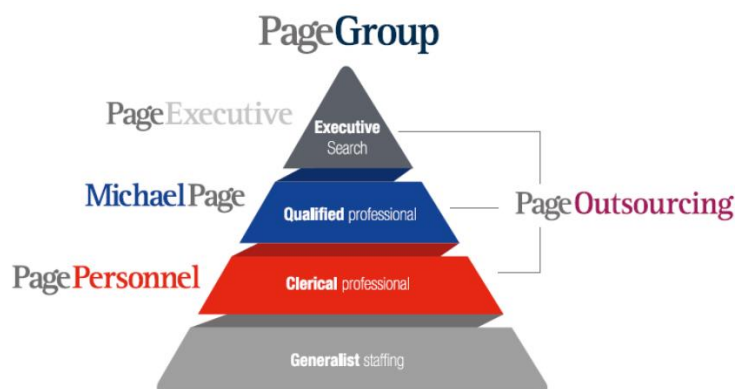 PageGroup
PageExecutive
Executive
Search
MichaelPage
Qualified professional
PageOutsourcing
PagePersonnel
Clerical professional
Generalist staffing